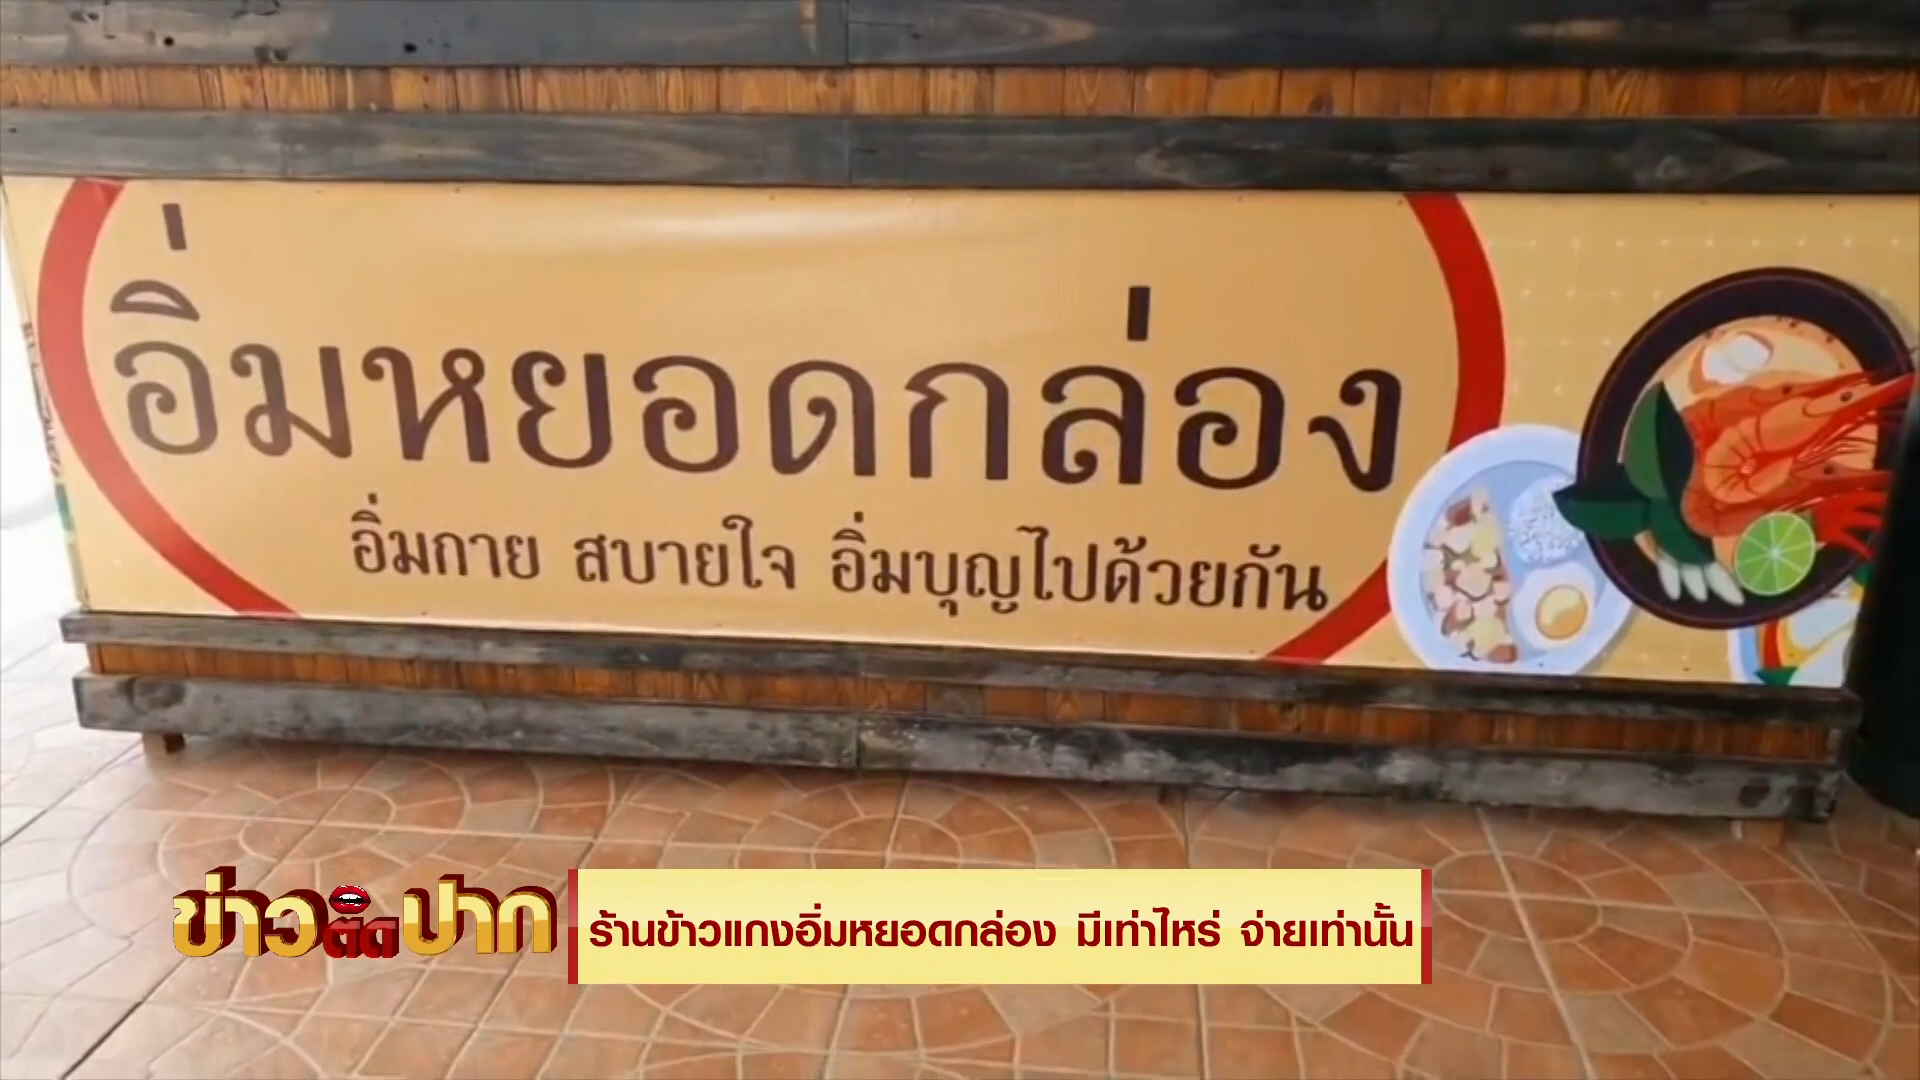 อิ่มหยอดกล่อง
อิ่มกาย สบายใจ อิ่มบุญไปด้วยกัน
ข่าวติดปาก
ร้านข้าวแกงอิ่มหยอดกล่อง มีเท่าไหร่ จ่ายเท่านั้น